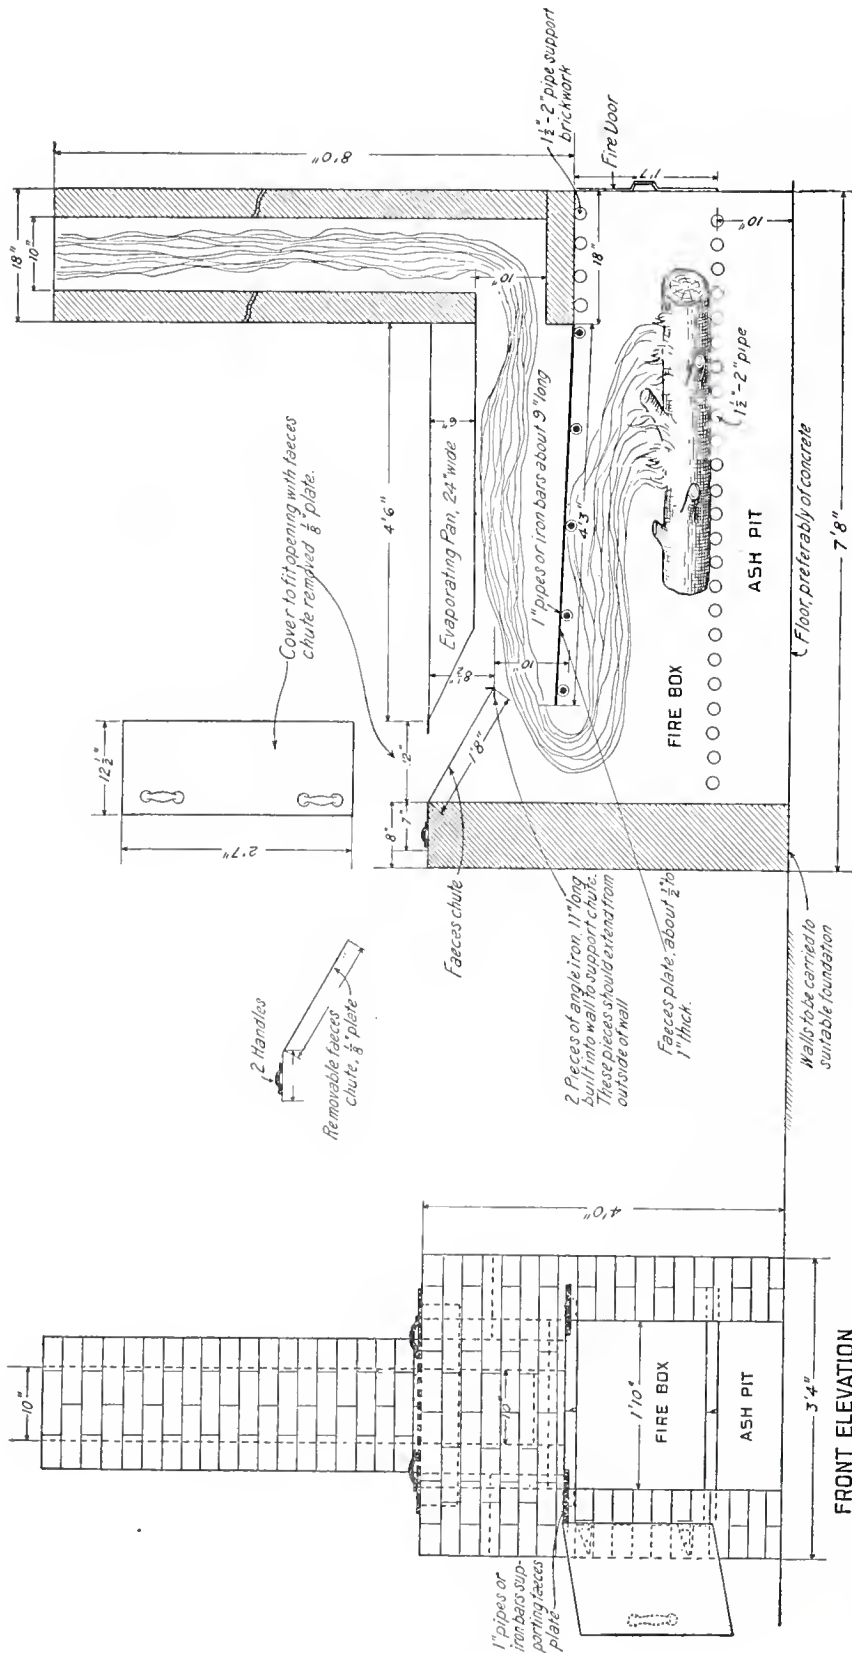 18"
10"
8'0"
1½"-2" pipe support
brickwork
Fire Door
1'7"
10"
18"
10"
Evaporating Pan, 24" wide
4'6"
1" pipes or iron bars about 9" long
4'3"
10"
8½"
1½"-2" pipe
FIRE BOX
ASH PIT
Floor, preferably of concrete
7'8"
Cover to fit opening with faeces
chute removed ⅛" plate.
12½"
2'7"
12"
1'8"
7"
8"
Faeces chute
2 Handles
Removable faeces
chute, ⅛" plate
2 Pieces of angle iron. 11" long
built into wall to support chute.
These pieces should extend from
outside of wall
Faeces plate, about ½" to
1" thick.
Walls to be carried to
suitable foundation
10"
10"
4'0"
1'10"
FIRE BOX
ASH PIT
3'4"
1" pipes or
iron bars sup-
porting faeces
plate
FRONT ELEVATION